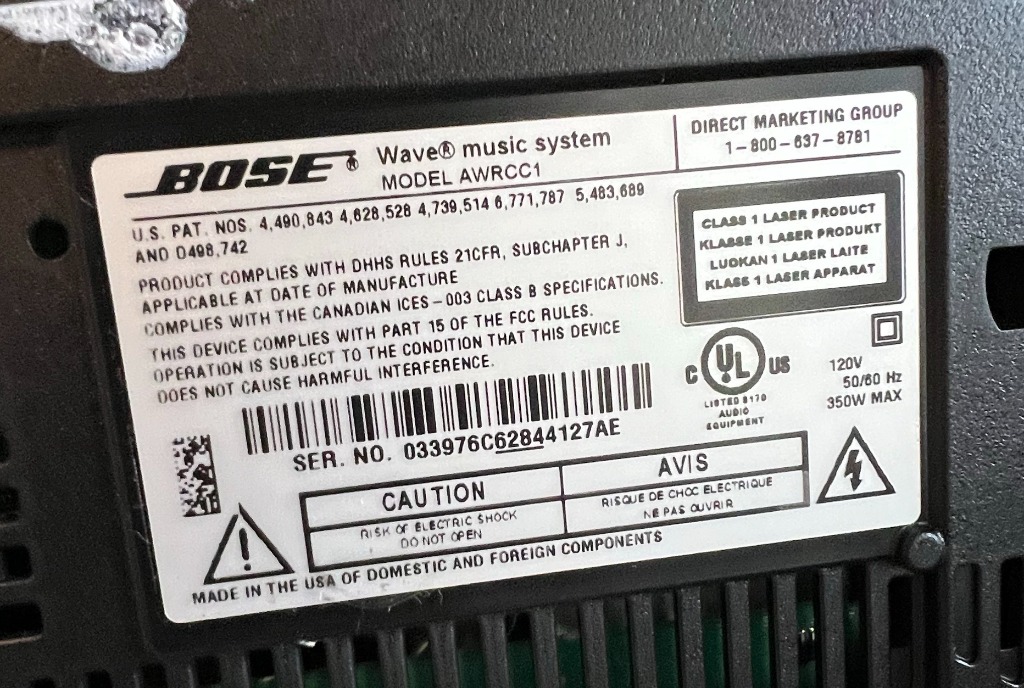 BOSE® Wave® music system
MODEL AWRCC1
DIRECT MARKETING GROUP
1-800-637-8781
U.S. PAT. NOS. 4,490,843 4,628,528 4,739,514 6,771,787 5,483,689
AND D498,742
PRODUCT COMPLIES WITH DHHS RULES 21CFR, SUBCHAPTER J,
APPLICABLE AT DATE OF MANUFACTURE
COMPLIES WITH THE CANADIAN ICES-003 CLASS B SPECIFICATIONS.
THIS DEVICE COMPLIES WITH PART 15 OF THE FCC RULES.
OPERATION IS SUBJECT TO THE CONDITION THAT THIS DEVICE
DOES NOT CAUSE HARMFUL INTERFERENCE.
CLASS 1 LASER PRODUCT
KLASSE 1 LASER PRODUKT
LUOKAN 1 LASER LAITE
KLASS 1 LASER APPARAT
C UL US
LISTED 6170
AUDIO
EQUIPMENT
120V
50/60 Hz
350W MAX
SER. NO. 033976C62844127AE
CAUTION
RISK OF ELECTRIC SHOCK
DO NOT OPEN
AVIS
RISQUE DE CHOC ELECTRIQUE
NE PAS OUVRIR
MADE IN THE USA OF DOMESTIC AND FOREIGN COMPONENTS